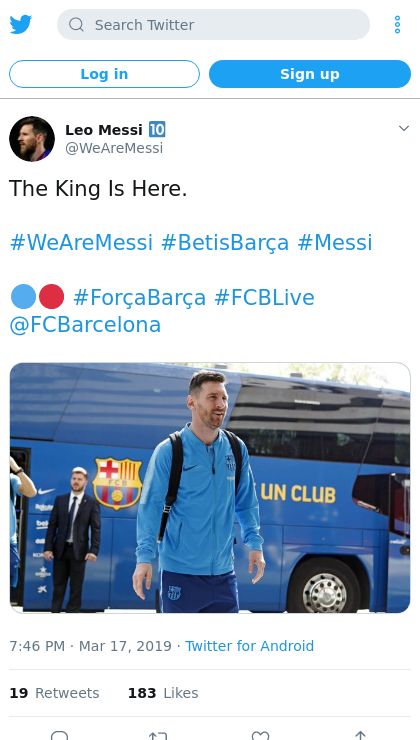 Search Twitter
Log in
Sign up
Leo Messi 🔟
@WeAreMessi
The King Is Here.
#WeAreMessi #BetisBarça #Messi
🔵🔴 #ForçaBarça #FCBLive
@FCBarcelona
FCB
UN CLUB
7:46 PM · Mar 17, 2019 · Twitter for Android
19 Retweets 183 Likes